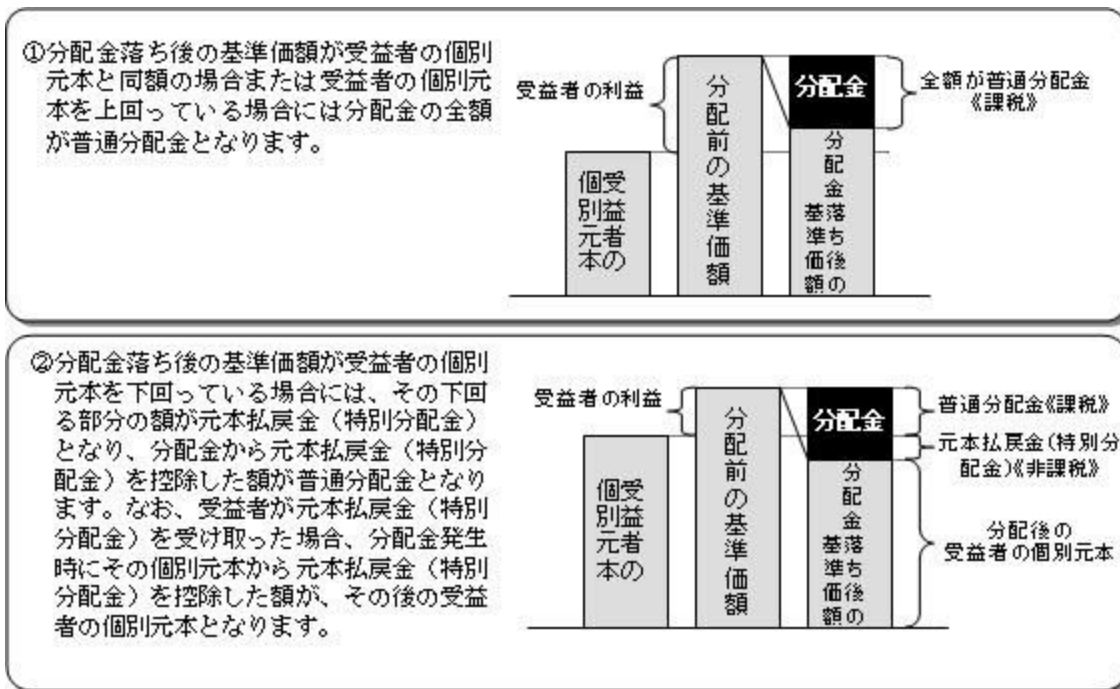 ①分配金落ち後の基準価額が受益者の個別
元本と同額の場合または受益者の個別元
本を上回っている場合には分配金の全額
が普通分配金となります。
受益者の利益
受益者の
個別元本
分配前の基準価額
分配金
分配金落ち後の
基準価額
全額が普通分配金
《課税》
②分配金落ち後の基準価額が受益者の個別
元本を下回っている場合には、その下回
る部分の額が元本払戻金（特別分配金）
となり、分配金から元本払戻金（特別分
配金）を控除した額が普通分配金となり
ます。なお、受益者が元本払戻金（特別
分配金）を受け取った場合、分配金発生
時にその個別元本から元本払戻金（特別
分配金）を控除した額が、その後の受益
者の個別元本となります。
受益者の利益
受益者の
個別元本
分配前の基準価額
分配金
分配金落ち後の
基準価額
普通分配金《課税》
元本払戻金(特別分
配金)《非課税》
分配後の
受益者の個別元本